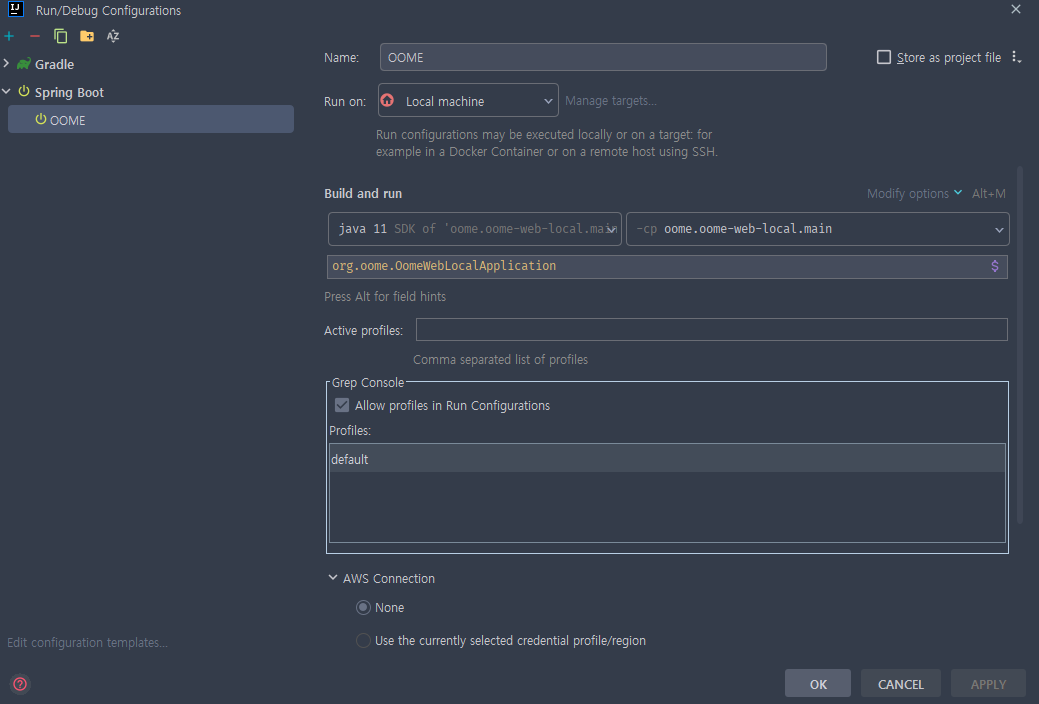 Run/Debug Configurations
Gradle
Spring Boot
OOME
Edit configuration templates...
Name: OOME
Store as project file
Run on: Local machine Manage targets...
Run configurations may be executed locally or on a target: for
example in a Docker Container or on a remote host using SSH.
Build and run Modify options Alt+M
java 11 SDK of 'oome.oome-web-local.main -cp oome.oome-web-local.main
org.oome.OomeWebLocalApplication
Press Alt for field hints
Active profiles:
Comma separated list of profiles
Grep Console
Allow profiles in Run Configurations
Profiles:
default
AWS Connection
None
Use the currently selected credential profile/region
OK CANCEL APPLY